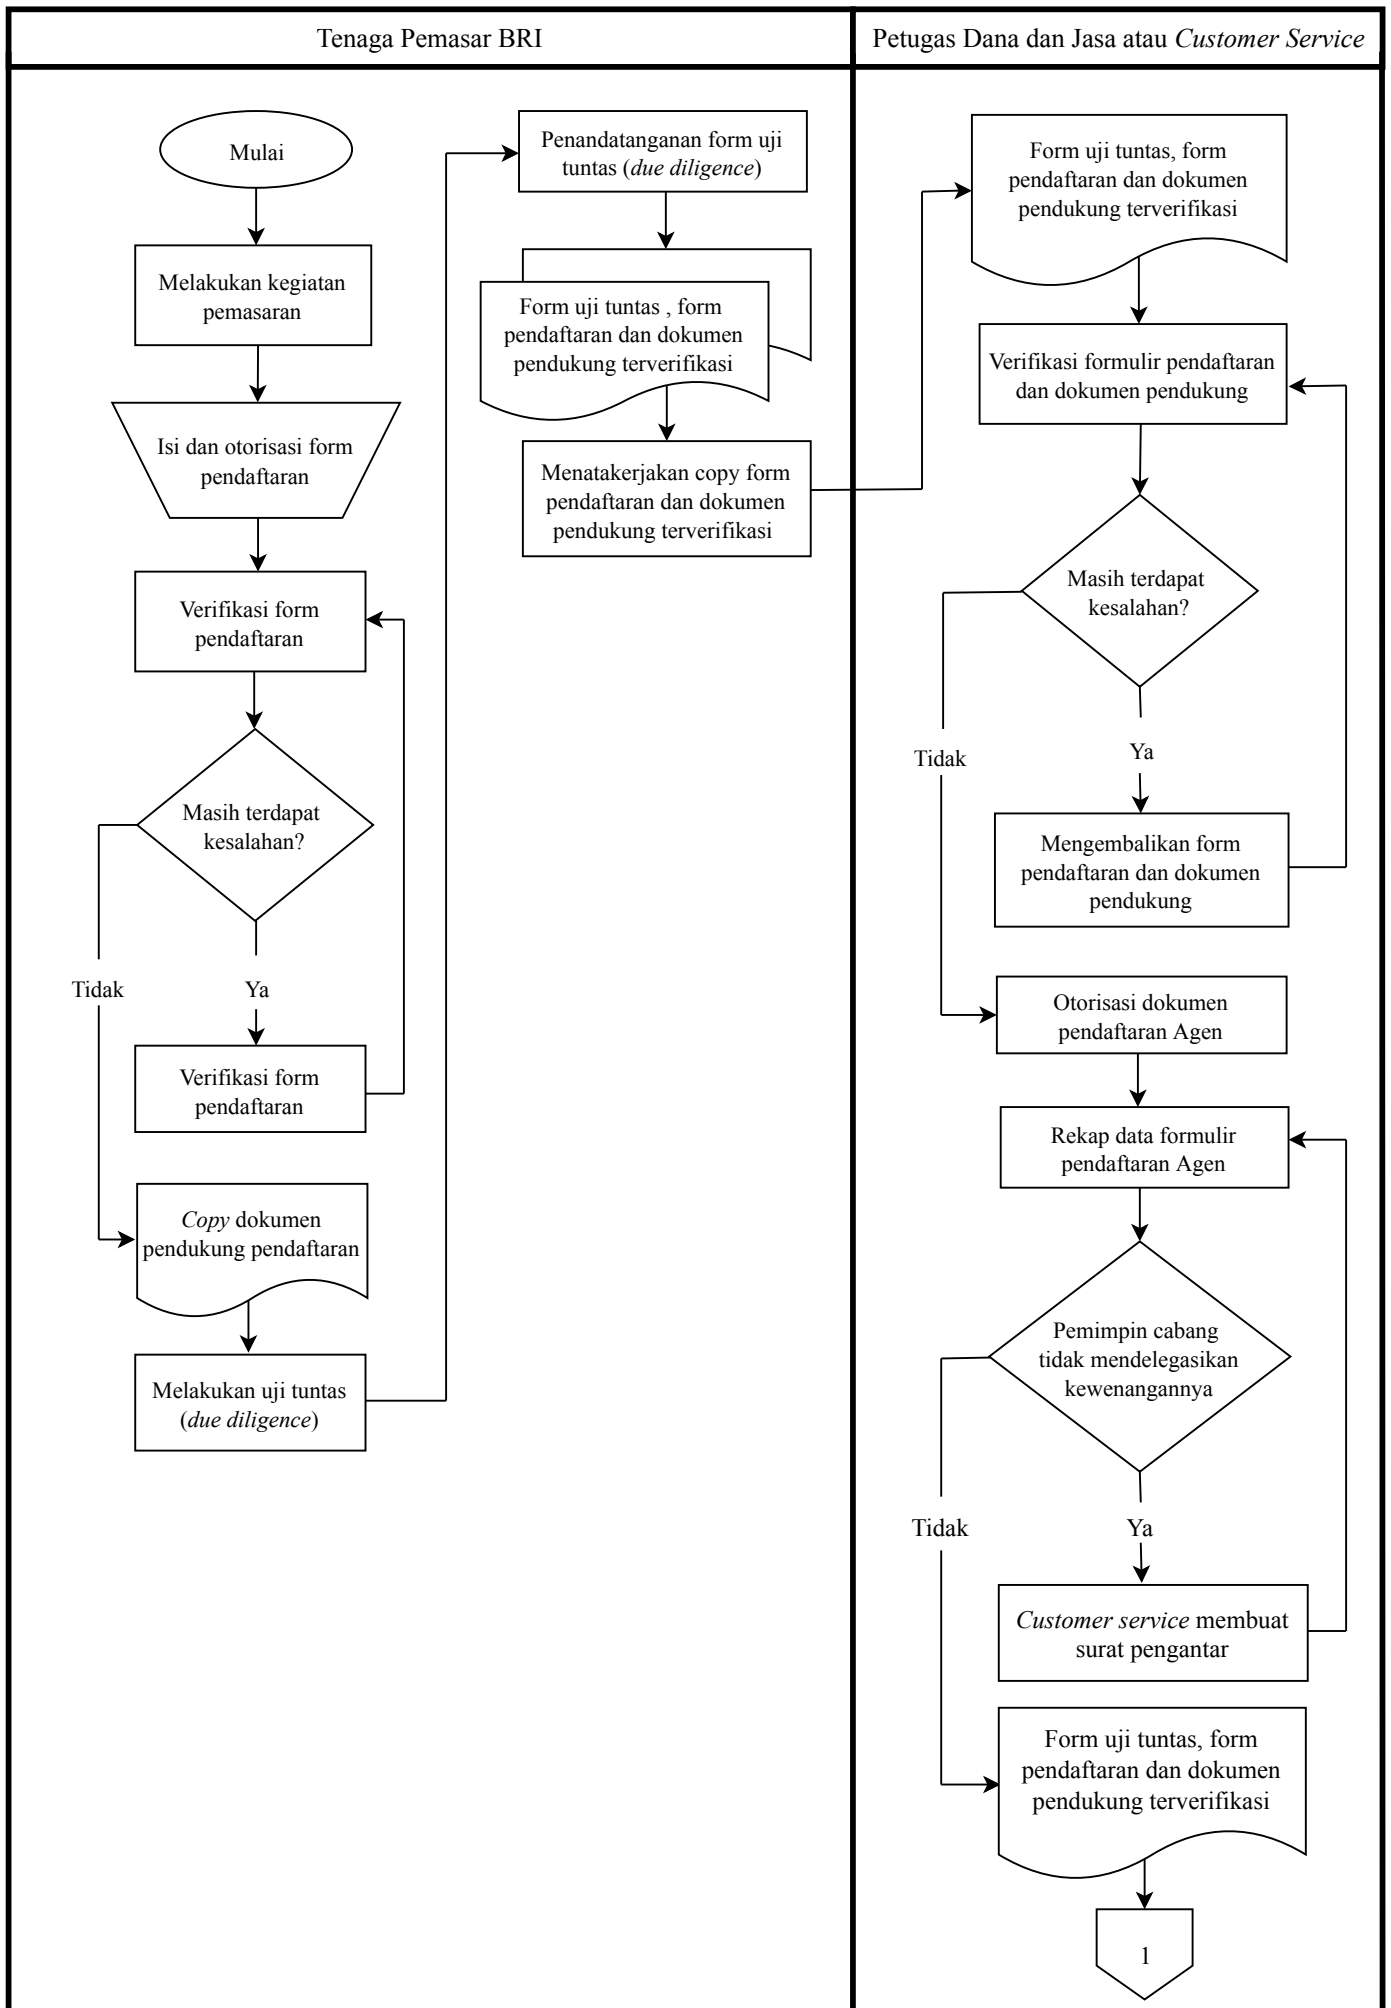 Tenaga Pemasar BRI
Petugas Dana dan Jasa atau Customer Service
Mulai
Melakukan kegiatan
pemasaran
Isi dan otorisasi form
pendaftaran
Verifikasi form
pendaftaran
Masih terdapat
kesalahan?
Tidak
Ya
Verifikasi form
pendaftaran
Copy dokumen
pendukung pendaftaran
Melakukan uji tuntas
(due diligence)
Penandatanganan form uji
tuntas (due diligence)
Form uji tuntas , form
pendaftaran dan dokumen
pendukung terverifikasi
Menatakerjakan copy form
pendaftaran dan dokumen
pendukung terverifikasi
Form uji tuntas, form
pendaftaran dan dokumen
pendukung terverifikasi
Verifikasi formulir pendaftaran
dan dokumen pendukung
Masih terdapat
kesalahan?
Tidak
Ya
Mengembalikan form
pendaftaran dan dokumen
pendukung
Otorisasi dokumen
pendaftaran Agen
Rekap data formulir
pendaftaran Agen
Pemimpin cabang
tidak mendelegasikan
kewenangannya
Tidak
Ya
Customer service membuat
surat pengantar
Form uji tuntas, form
pendaftaran dan dokumen
pendukung terverifikasi
1